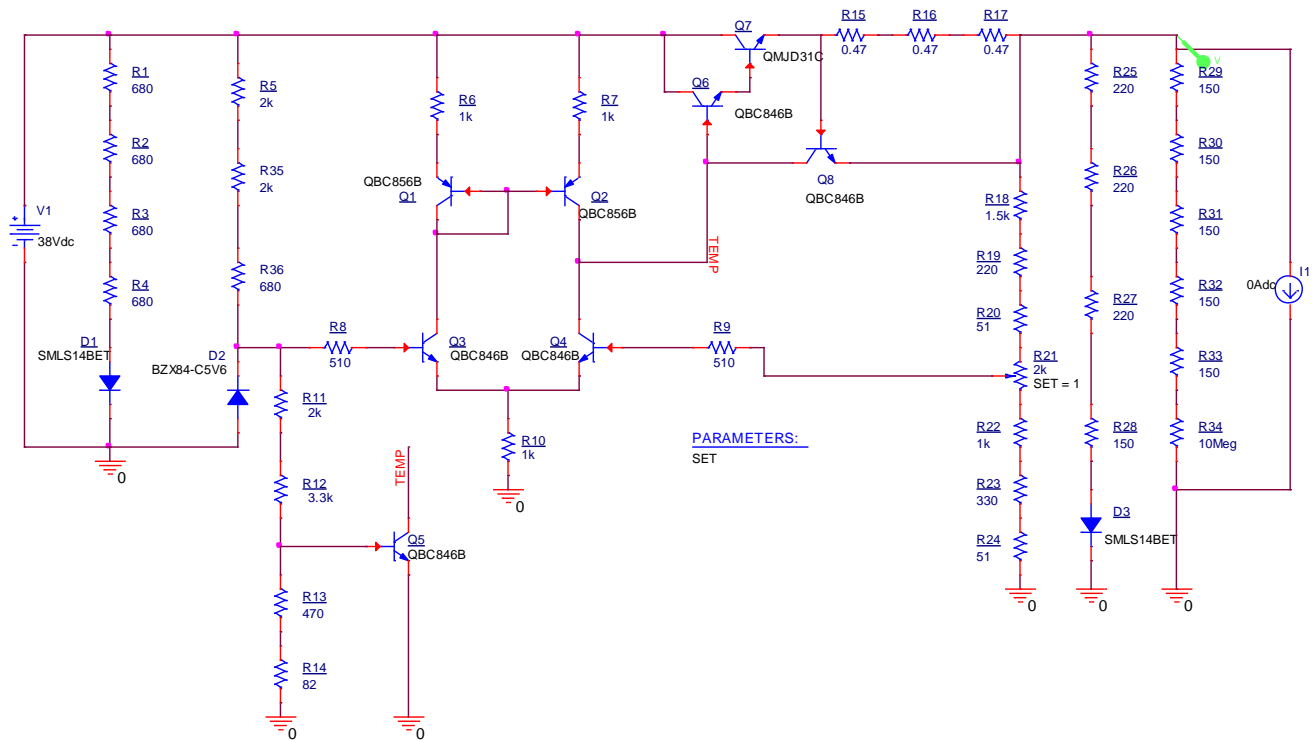 Q7
QMJD31C
R15
0.47
R16
0.47
R17
0.47
R1
680
R5
2k
R6
1k
R7
1k
Q6
QBC846B
R25
220
V
R29
150
R2
680
R35
2k
QBC856B
Q1
Q2
QBC856B
Q8
QBC846B
R26
220
R30
150
V1
38Vdc
R3
680
R18
1.5k
R31
150
R4
680
R36
680
TEMP
R19
220
R32
150
I1
0Adc
R20
51
R27
220
D1
SMLS14BET
D2
BZX84-C5V6
R8
510
Q3
QBC846B
Q4
QBC846B
R9
510
R21
2k
SET = 1
R33
150
R11
2k
R10
1k
PARAMETERS:
SET
R22
1k
R28
150
R34
10Meg
0
TEMP
R12
3.3k
0
R23
330
D3
SMLS14BET
Q5
QBC846B
R24
51
R13
470
0
0
0
R14
82
0
0